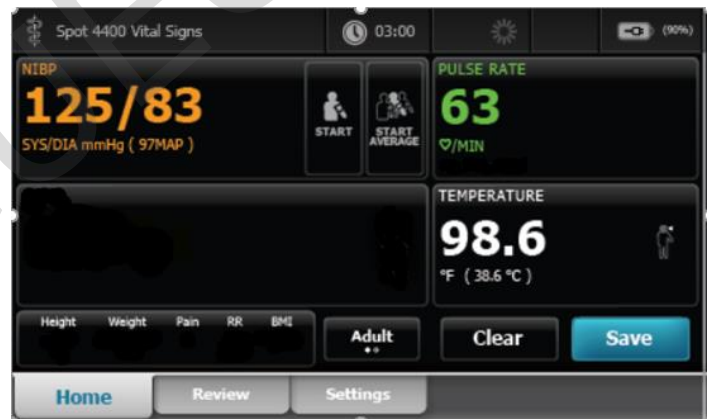 Spot 4400 Vital Signs
03:00
(90%)
NIBP
125/83
SYS/DIA mmHg ( 97MAP )
START
START
AVERAGE
PULSE RATE
63
♡/MIN
TEMPERATURE
98.6
°F ( 38.6 °C )
Height Weight Pain RR BMI
Adult
Clear
Save
Home
Review
Settings